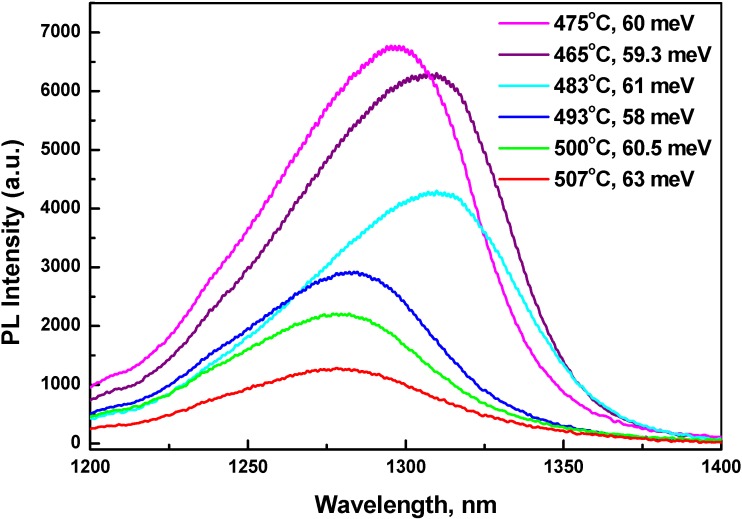 475°C, 60 meV
465°C, 59.3 meV
483°C, 61 meV
493°C, 58 meV
500°C, 60.5 meV
507°C, 63 meV
PL Intensity (a.u.)
7000
6000
5000
4000
3000
2000
1000
0
1200 1250 1300 1350 1400
Wavelength, nm